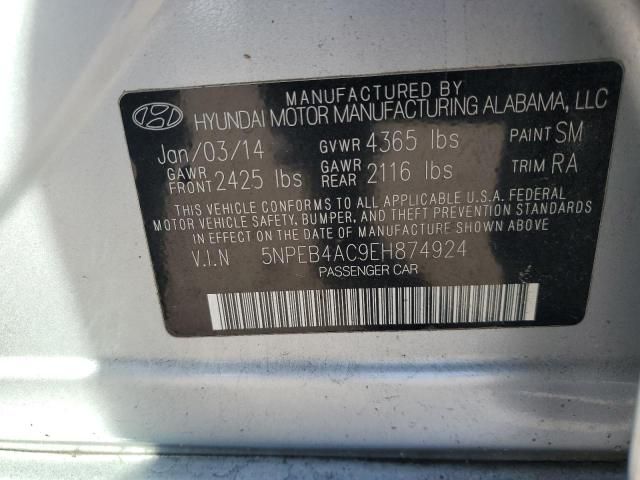 MANUFACTURED BY
HYUNDAI MOTOR MANUFACTURING ALABAMA, LLC
Jan/03/14 GVWR 4365 lbs PAINT SM
GAWR FRONT 2425 lbs GAWR REAR 2116 lbs TRIM RA
THIS VEHICLE CONFORMS TO ALL APPLICABLE U.S.A. FEDERAL
MOTOR VEHICLE SAFETY, BUMPER, AND THEFT PREVENTION STANDARDS
IN EFFECT ON THE DATE OF MANUFACTURE SHOWN ABOVE.
V.I.N 5NPEB4AC9EH874924
PASSENGER CAR